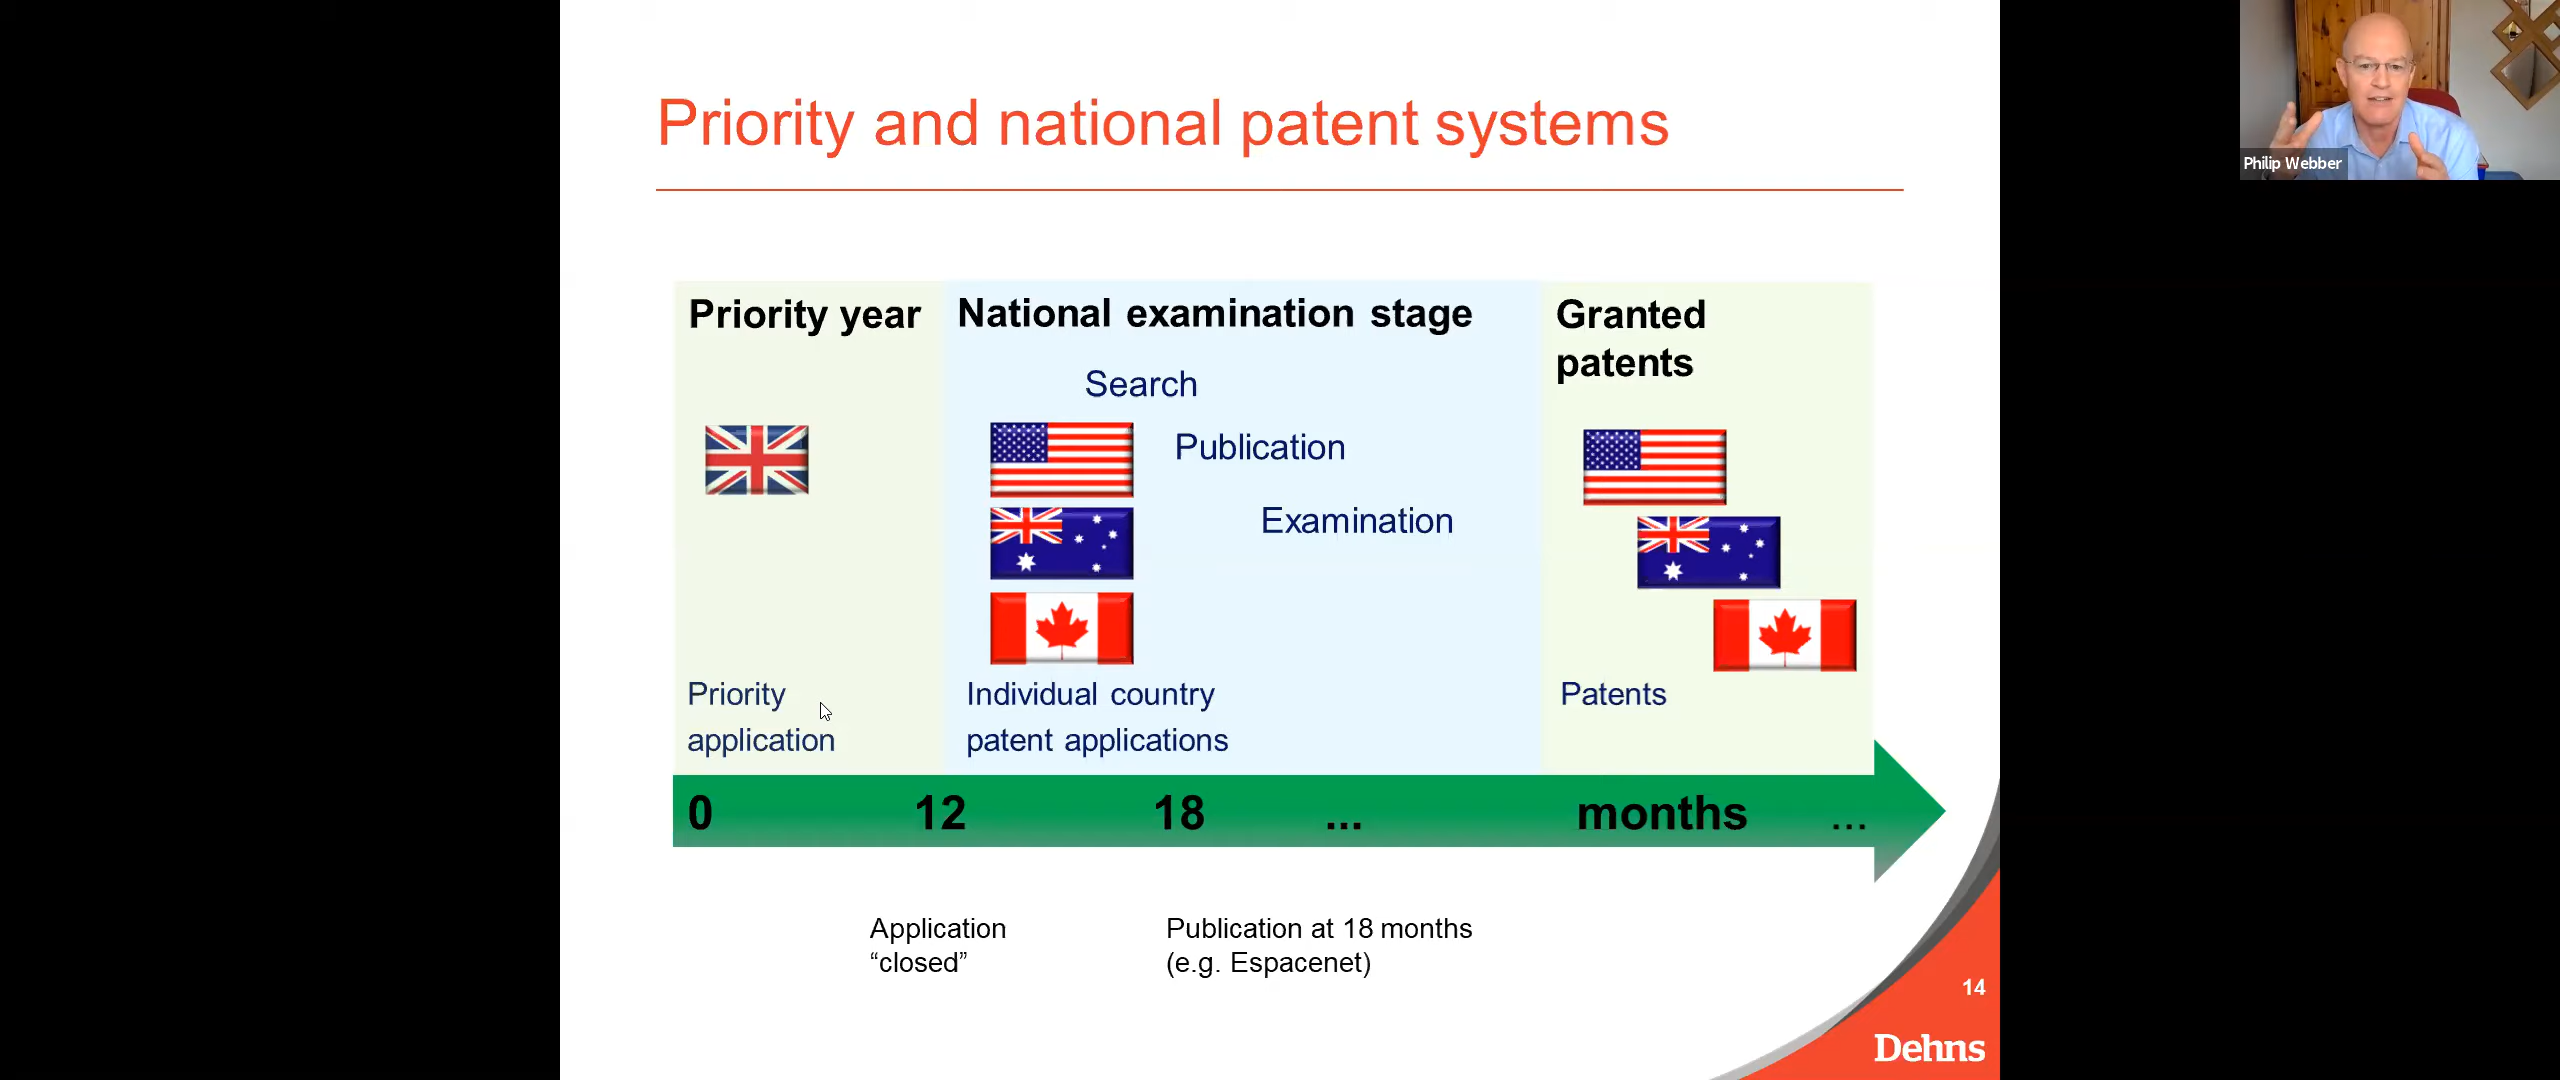 Priority and national patent systems
Philip Webber
Priority year
National examination stage
Granted
patents
Search
Publication
Examination
Priority
application
Individual country
patent applications
Patents
0 12 18 ... months ...
Application
“closed”
Publication at 18 months
(e.g. Espacenet)
14
Dehns